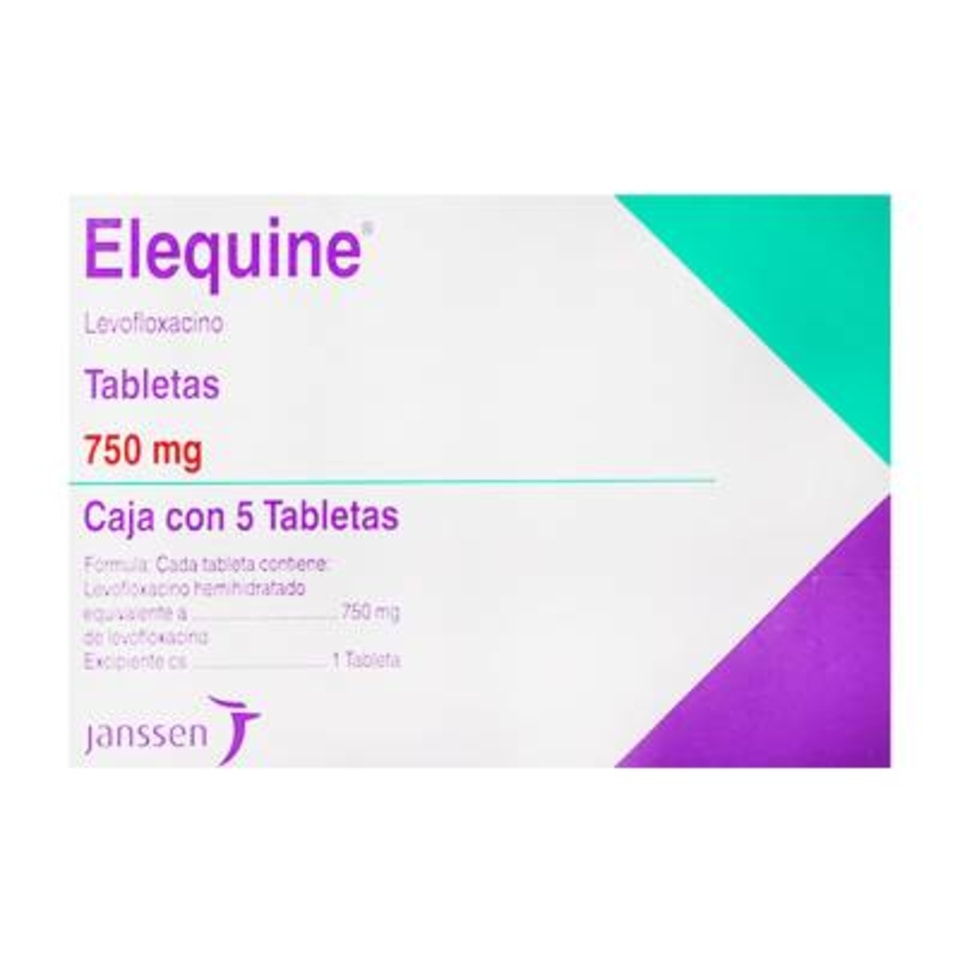 Elequine®
Levofloxacino
Tabletas
750 mg
Caja con 5 Tabletas
Fórmula: Cada tableta contiene:
Levofloxacino hemihidratado
equivalente a ........................... 750 mg
de levofloxacino
Excipiente cs ........................... 1 Tableta
janssen